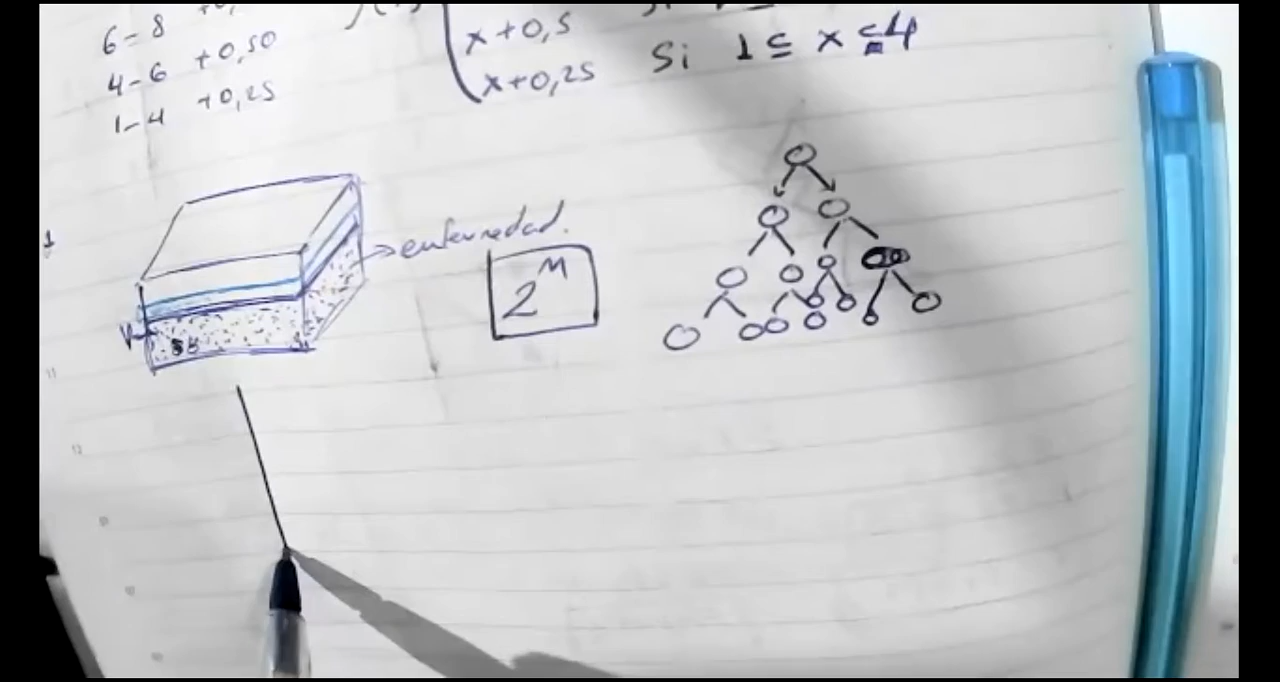 6-8
4-6 +0,50
1-4 +0,25
x+0,5
x+0,25 Si 1 ≤ x ≤ 4
enfermedad.
2^M